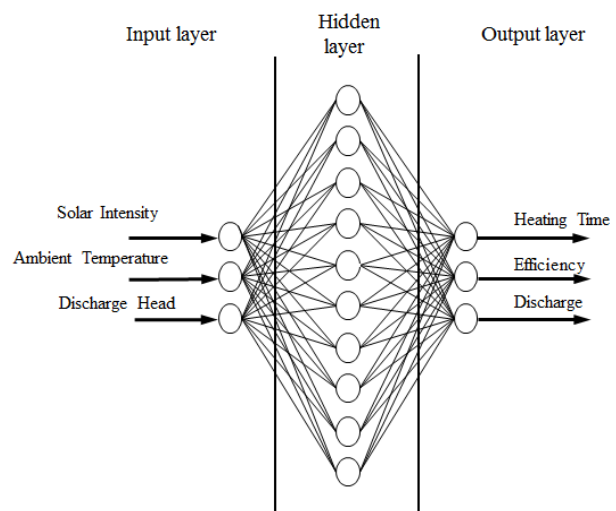 Input layer
Hidden
layer
Output layer
Solar Intensity
Ambient Temperature
Discharge Head
Heating Time
Efficiency
Discharge